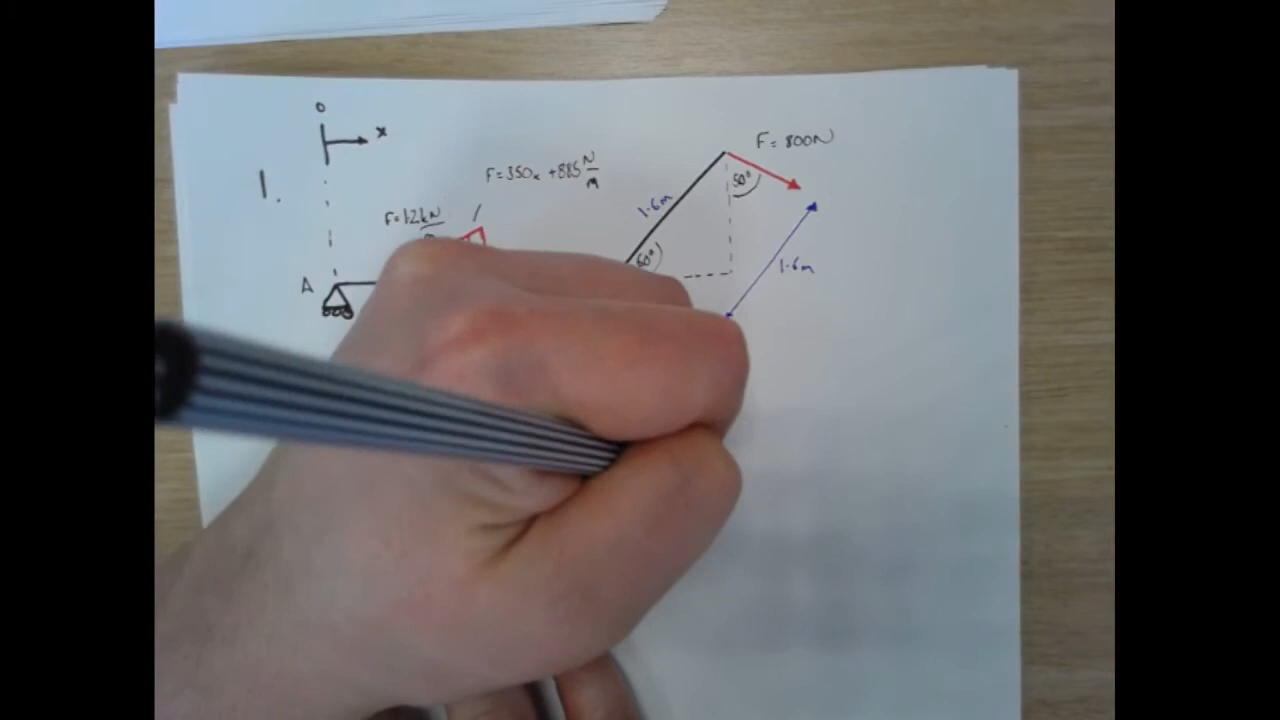 0
x
1.
F = 800N
F = 350x + 885 N/m
50°
1.6m
F = 1.2kN
60°
1.6m
A